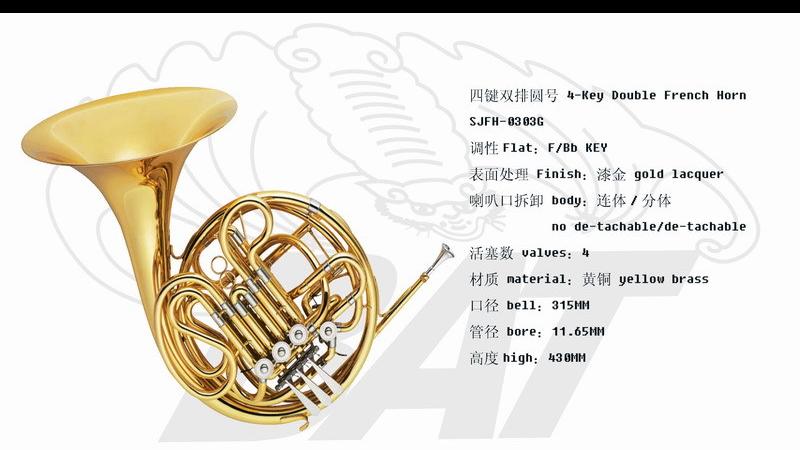 四键双排圆号 4-Key Double French Horn
SJFH-0303G
调性 Flat: F/Bb KEY
表面处理 Finish: 漆金 gold lacquer
喇叭口拆卸 body: 连体 / 分体
no de-tachable/de-tachable
活塞数 valves: 4
材质 material: 黄铜 yellow brass
口径 bell: 315MM
管径 bore: 11.65MM
高度 high: 430MM
BAT